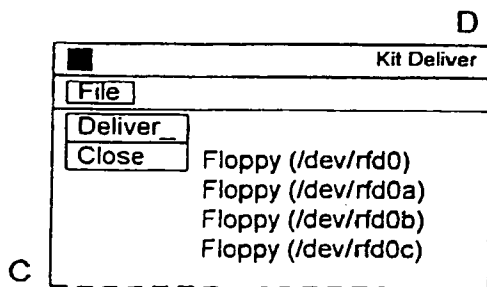 D
Kit Deliver
File
Deliver_
Close
Floppy (/dev/rfd0)
Floppy (/dev/rfd0a)
Floppy (/dev/rfd0b)
Floppy (/dev/rfd0c)
C